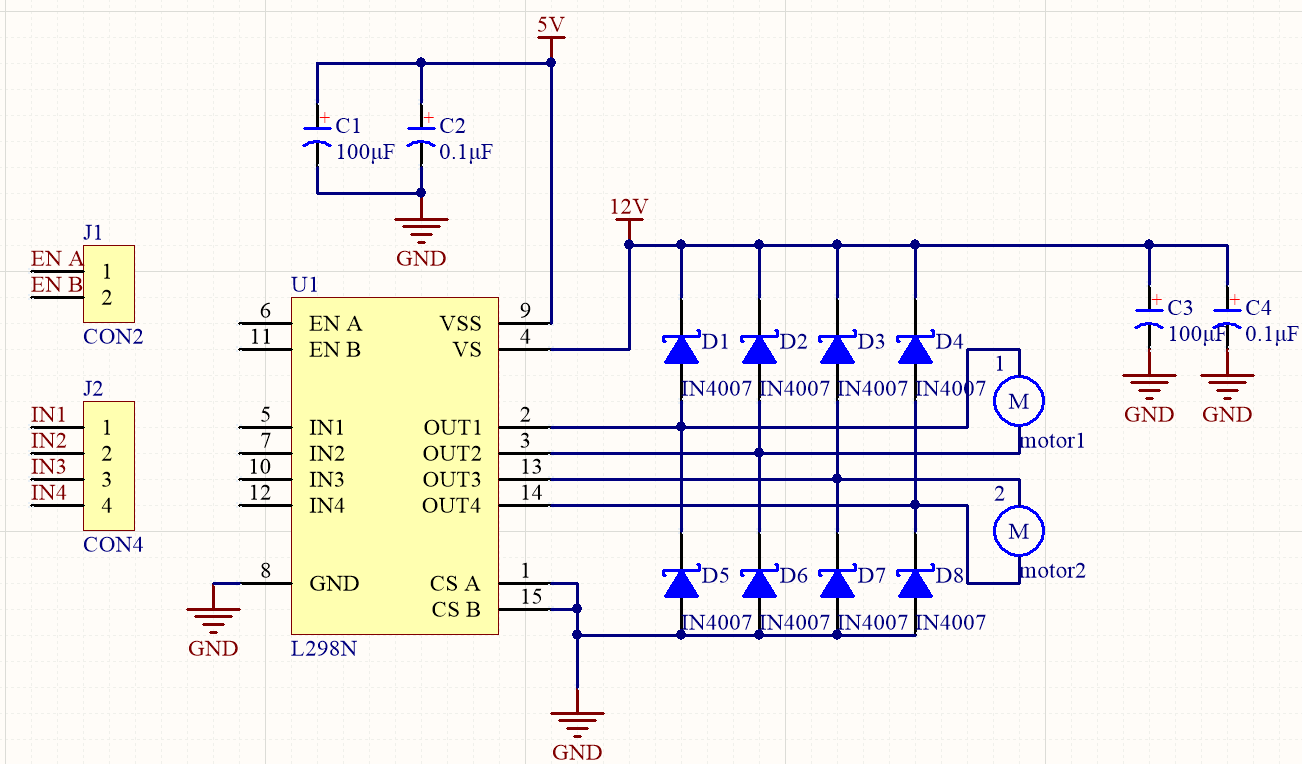 5V
C1
100μF
C2
0.1μF
GND
12V
J1
EN A
EN B
1
2
CON2
U1
6
11
EN A
EN B
VSS
VS
9
4
D1
D2
D3
D4
IN4007
IN4007
IN4007
IN4007
1
M
motor1
C3
100μF
C4
0.1μF
GND
GND
J2
IN1
IN2
IN3
IN4
1
2
3
4
CON4
5
7
10
12
IN1
IN2
IN3
IN4
OUT1
OUT2
OUT3
OUT4
2
3
13
14
2
M
motor2
8
GND
GND
CS A
CS B
1
15
L298N
D5
D6
D7
D8
IN4007
IN4007
IN4007
IN4007
GND